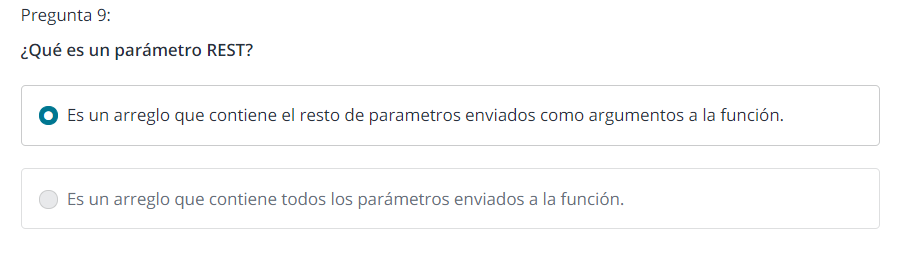 Pregunta 9:
¿Qué es un parámetro REST?
Es un arreglo que contiene el resto de parametros enviados como argumentos a la función.
Es un arreglo que contiene todos los parámetros enviados a la función.